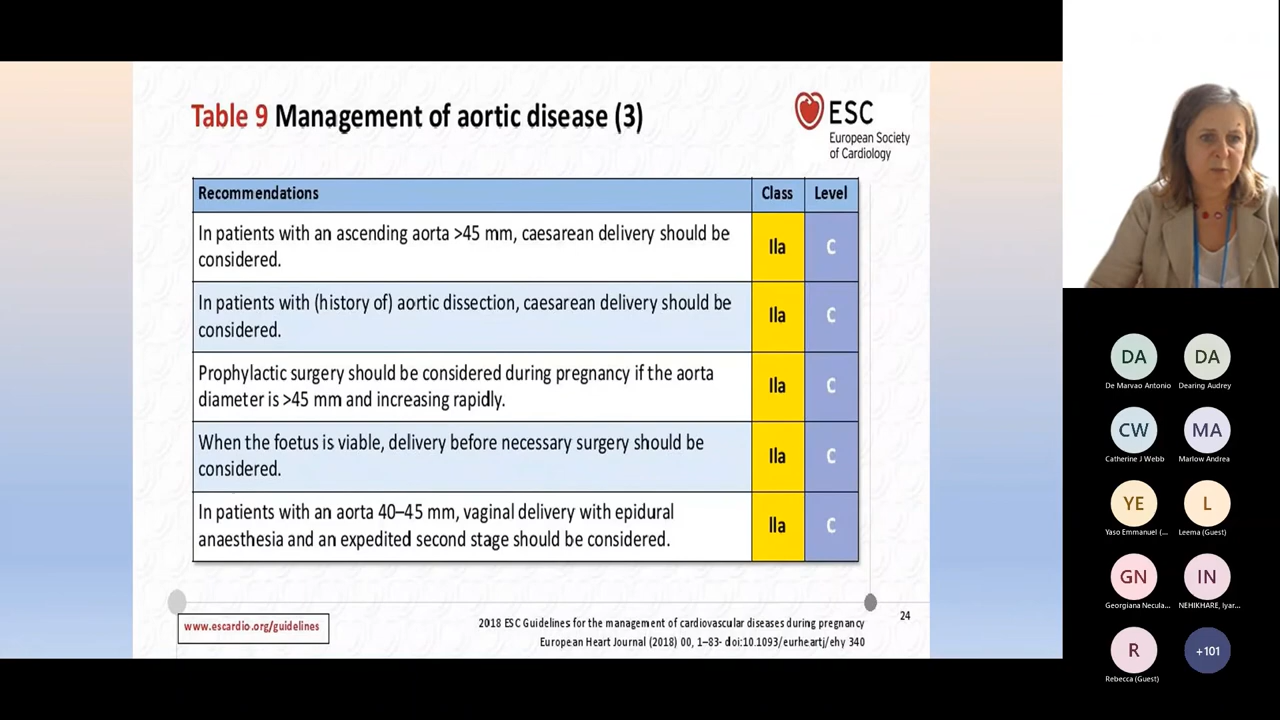 Table 9 Management of aortic disease (3)
ESC
European Society
of Cardiology
Recommendations Class Level
In patients with an ascending aorta >45 mm, caesarean delivery should be
considered.
IIa C
In patients with (history of) aortic dissection, caesarean delivery should be
considered.
IIa C
Prophylactic surgery should be considered during pregnancy if the aorta
diameter is >45 mm and increasing rapidly.
IIa C
When the foetus is viable, delivery before necessary surgery should be
considered.
IIa C
In patients with an aorta 40–45 mm, vaginal delivery with epidural
anaesthesia and an expedited second stage should be considered.
IIa C
www.escardio.org/guidelines
2018 ESC Guidelines for the management of cardiovascular diseases during pregnancy
European Heart Journal (2018) 00, 1–83- doi:10.1093/eurheartj/ehy 340
24
DA DA
De Marvao Antonio Dearing Audrey
CW MA
Catherine J Webb Marlow Andrea
YE L
Yaso Emmanuel (... Leema (Guest)
GN IN
Georgiana Necula... NEHIKHARE, Iyar...
R +101
Rebecca (Guest)